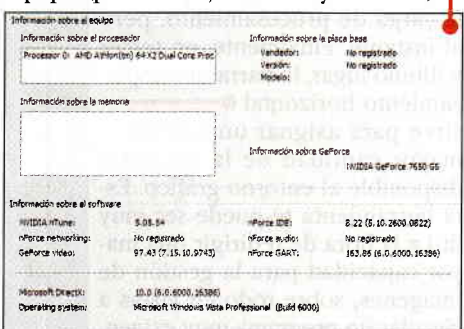 Información sobre el equipo
Información sobre el procesador
Processor 0: AMD Athlon(tm) 64 X2 Dual Core Proc
Información sobre la placa base
Vendedor: No registrado
Versión: No registrado
Modelo:
Información sobre la memoria
Información sobre GeForce
NVIDIA GeForce 7650 GS
Información sobre el software
NVIDIA nTune: 5.05.54
nForce IDE: 8.22 (5.10.2600.0822)
nForce networking: No registrado
nForce audio: No registrado
GeForce video: 97.43 (7.15.10.9743)
nForce GART: 163.86 (6.0.6000.16386)
Microsoft DirectX: 10.0 (6.0.6000.16386)
Operating system: Microsoft Windows Vista Professional (Build 6000)